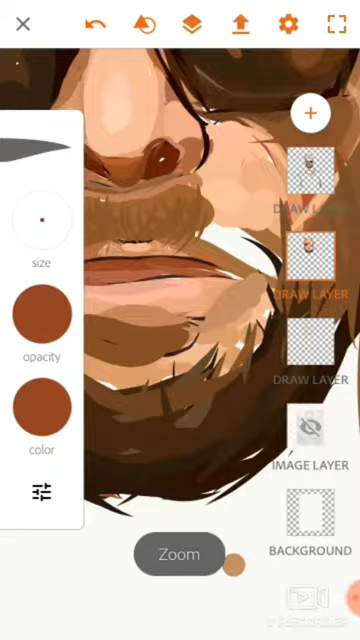 size
opacity
color
DRAW LAYER
DRAW LAYER
DRAW LAYER
IMAGE LAYER
BACKGROUND
Zoom